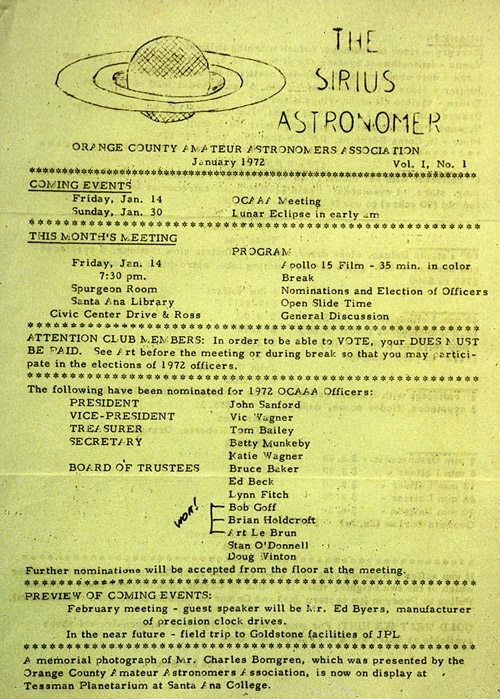 THE
SIRIUS
ASTRONOMER
ORANGE COUNTY AMATEUR ASTRONOMERS ASSOCIATION
January 1972 Vol. I, No. 1
COMING EVENTS
Friday, Jan. 14 OCAAA Meeting
Sunday, Jan. 30 Lunar Eclipse in early am
THIS MONTH'S MEETING
PROGRAM
Friday, Jan. 14 Apollo 15 Film - 35 min. in color
7:30 pm. Break
Spurgeon Room Nominations and Election of Officers
Santa Ana Library Open Slide Time
Civic Center Drive & Ross General Discussion
ATTENTION CLUB MEMBERS: In order to be able to VOTE, your DUES MUST
BE PAID. See Art before the meeting or during break so that you may partici-
pate in the elections of 1972 officers.
The following have been nominated for 1972 OCAAA Officers:
PRESIDENT John Sanford
VICE-PRESIDENT Vic Wagner
TREASURER Tom Bailey
SECRETARY Betty Munkeby
Katie Wagner
BOARD OF TRUSTEES Bruce Baker
Ed Beck
Lynn Fitch
Bob Goff
WOR! Brian Holdcroft
Art Le Brun
Stan O'Donnell
Doug Vinton
Further nominations will be accepted from the floor at the meeting.
PREVIEW OF COMING EVENTS:
February meeting - guest speaker will be Mr. Ed Byers, manufacturer
of precision clock drives.
In the near future - field trip to Goldstone facilities of JPL
A memorial photograph of Mr. Charles Bomgren, which was presented by the
Orange County Amateur Astronomers Association, is now on display at
Tessman Planetarium at Santa Ana College.